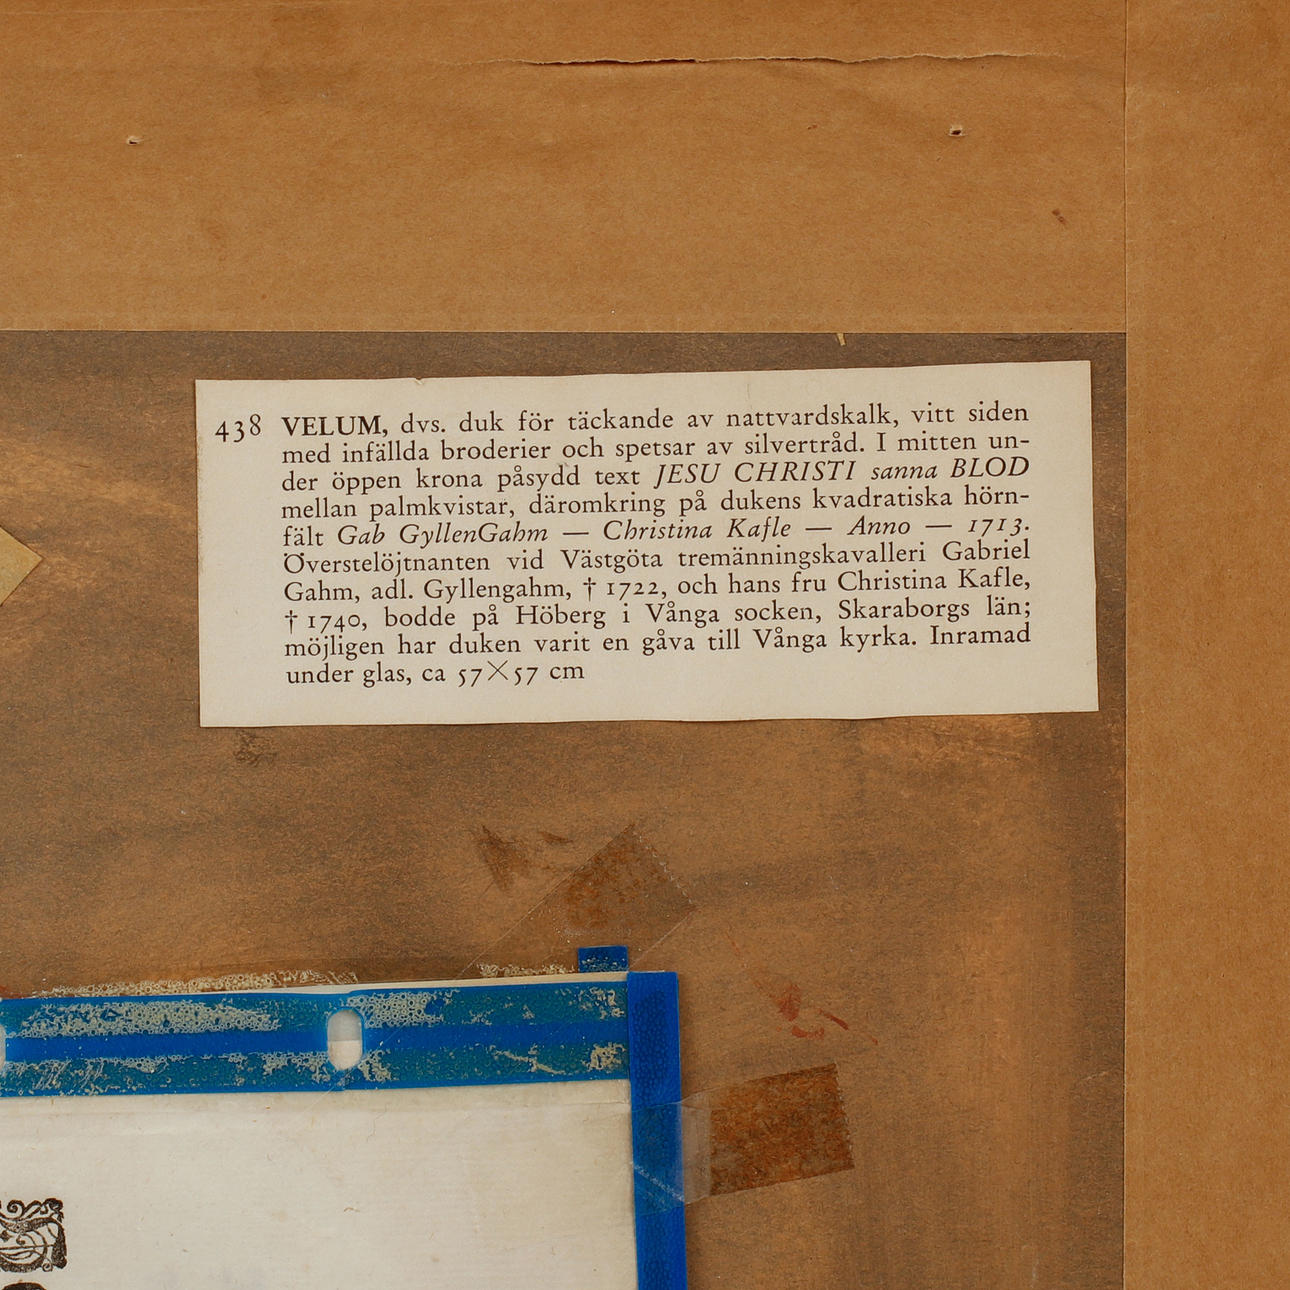 438 VELUM, dvs. duk för täckande av nattvardskalk, vitt siden
med infällda broderier och spetsar av silvertråd. I mitten un-
der öppen krona påsydd text JESU CHRISTI sanna BLOD
mellan palmkvistar, däromkring på dukens kvadratiska hörn-
fält Gab GyllenGahm — Christina Kafle — Anno — 1713.
Överstelöjtnanten vid Västgöta tremänningskavalleri Gabriel
Gahm, adl. Gyllengahm, † 1722, och hans fru Christina Kafle,
† 1740, bodde på Höberg i Vånga socken, Skaraborgs län;
möjligen har duken varit en gåva till Vånga kyrka. Inramad
under glas, ca 57×57 cm